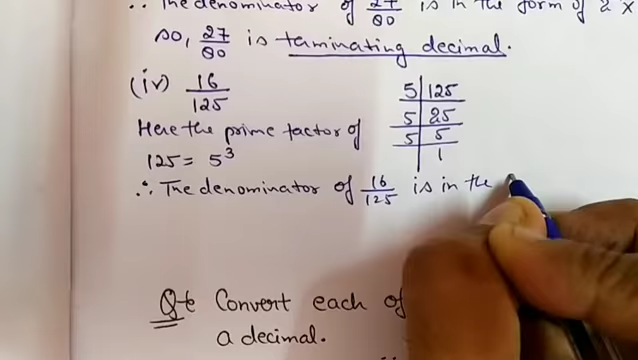 ∴ The denominator of 27/80 is in the form of 2 x
so, 27/80 is terminating decimal.
(iv) 16/125
5 | 125
5 | 25
5 | 5
1
Here the prime factor of
125 = 5³
∴ The denominator of 16/125 is in the
Convert each of
a decimal.